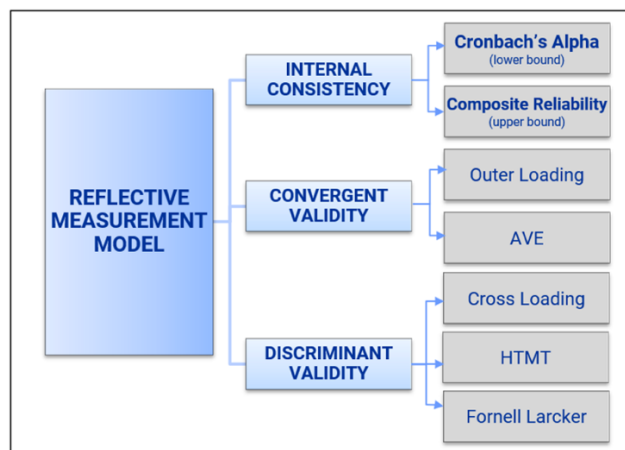 REFLECTIVE
MEASUREMENT
MODEL
INTERNAL
CONSISTENCY
Cronbach's Alpha
(lower bound)
Composite Reliability
(upper bound)
CONVERGENT
VALIDITY
Outer Loading
AVE
DISCRIMINANT
VALIDITY
Cross Loading
HTMT
Fornell Larcker